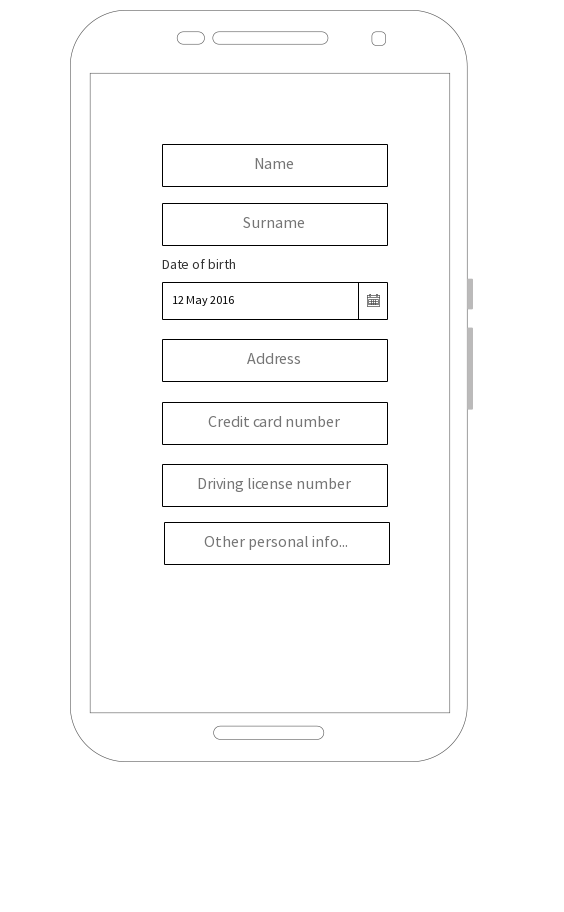 Name
Surname
Date of birth
12 May 2016
Address
Credit card number
Driving license number
Other personal info...